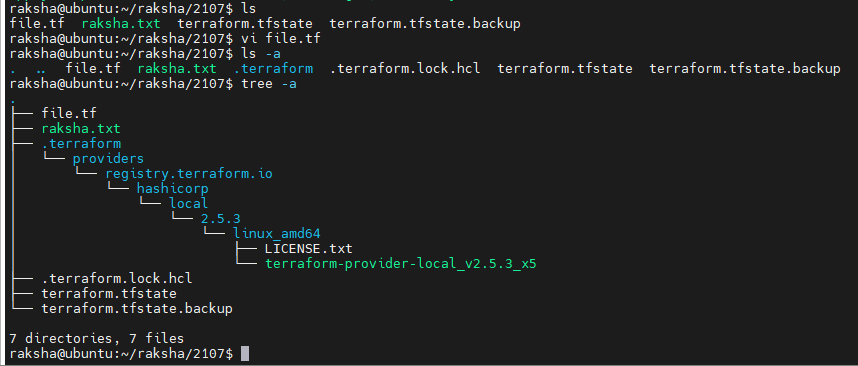 raksha@ubuntu:~/raksha/2107$ ls
file.tf  raksha.txt  terraform.tfstate  terraform.tfstate.backup
raksha@ubuntu:~/raksha/2107$ vi file.tf
raksha@ubuntu:~/raksha/2107$ ls -a
.  ..  file.tf  raksha.txt  .terraform  .terraform.lock.hcl  terraform.tfstate  terraform.tfstate.backup
raksha@ubuntu:~/raksha/2107$ tree -a
.
├── file.tf
├── raksha.txt
├── .terraform
│   └── providers
│       └── registry.terraform.io
│           └── hashicorp
│               └── local
│                   └── 2.5.3
│                       └── linux_amd64
│                           ├── LICENSE.txt
│                           └── terraform-provider-local_v2.5.3_x5
├── .terraform.lock.hcl
├── terraform.tfstate
└── terraform.tfstate.backup
7 directories, 7 files
raksha@ubuntu:~/raksha/2107$